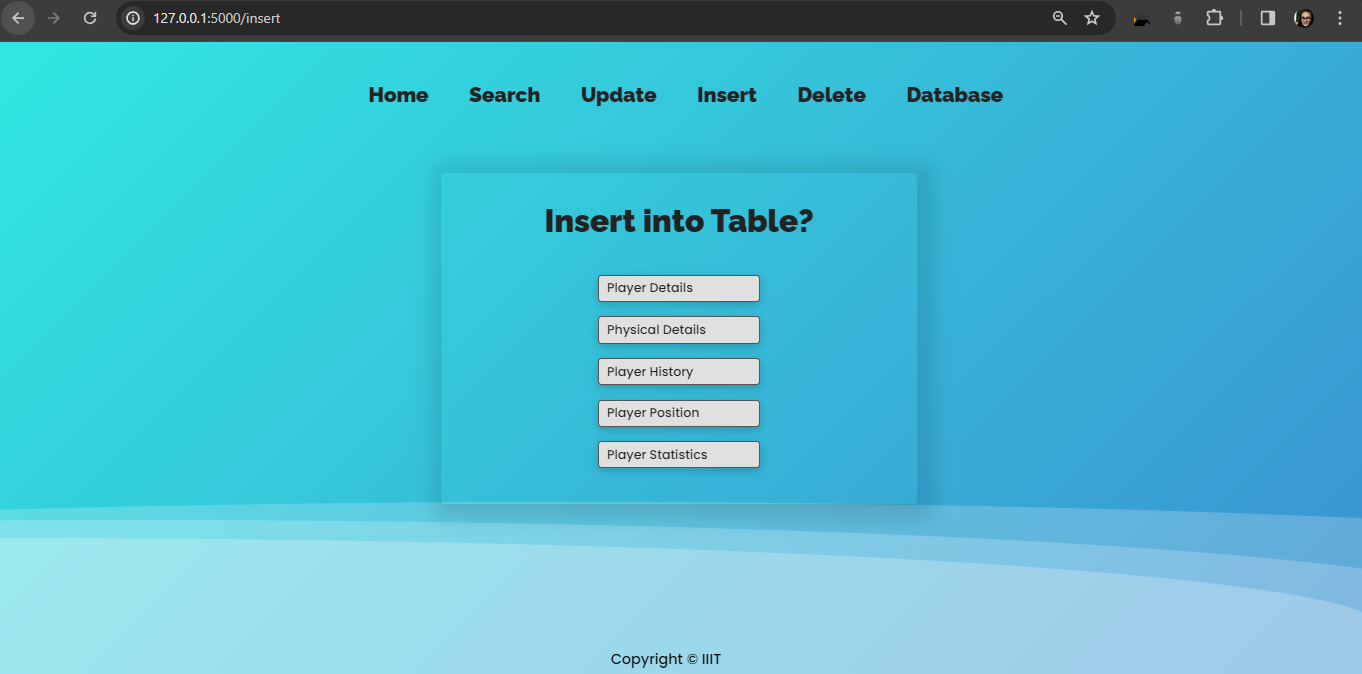 127.0.0.1:5000/insert
Home Search Update Insert Delete Database
Insert into Table?
Player Details
Physical Details
Player History
Player Position
Player Statistics
Copyright © IIIT